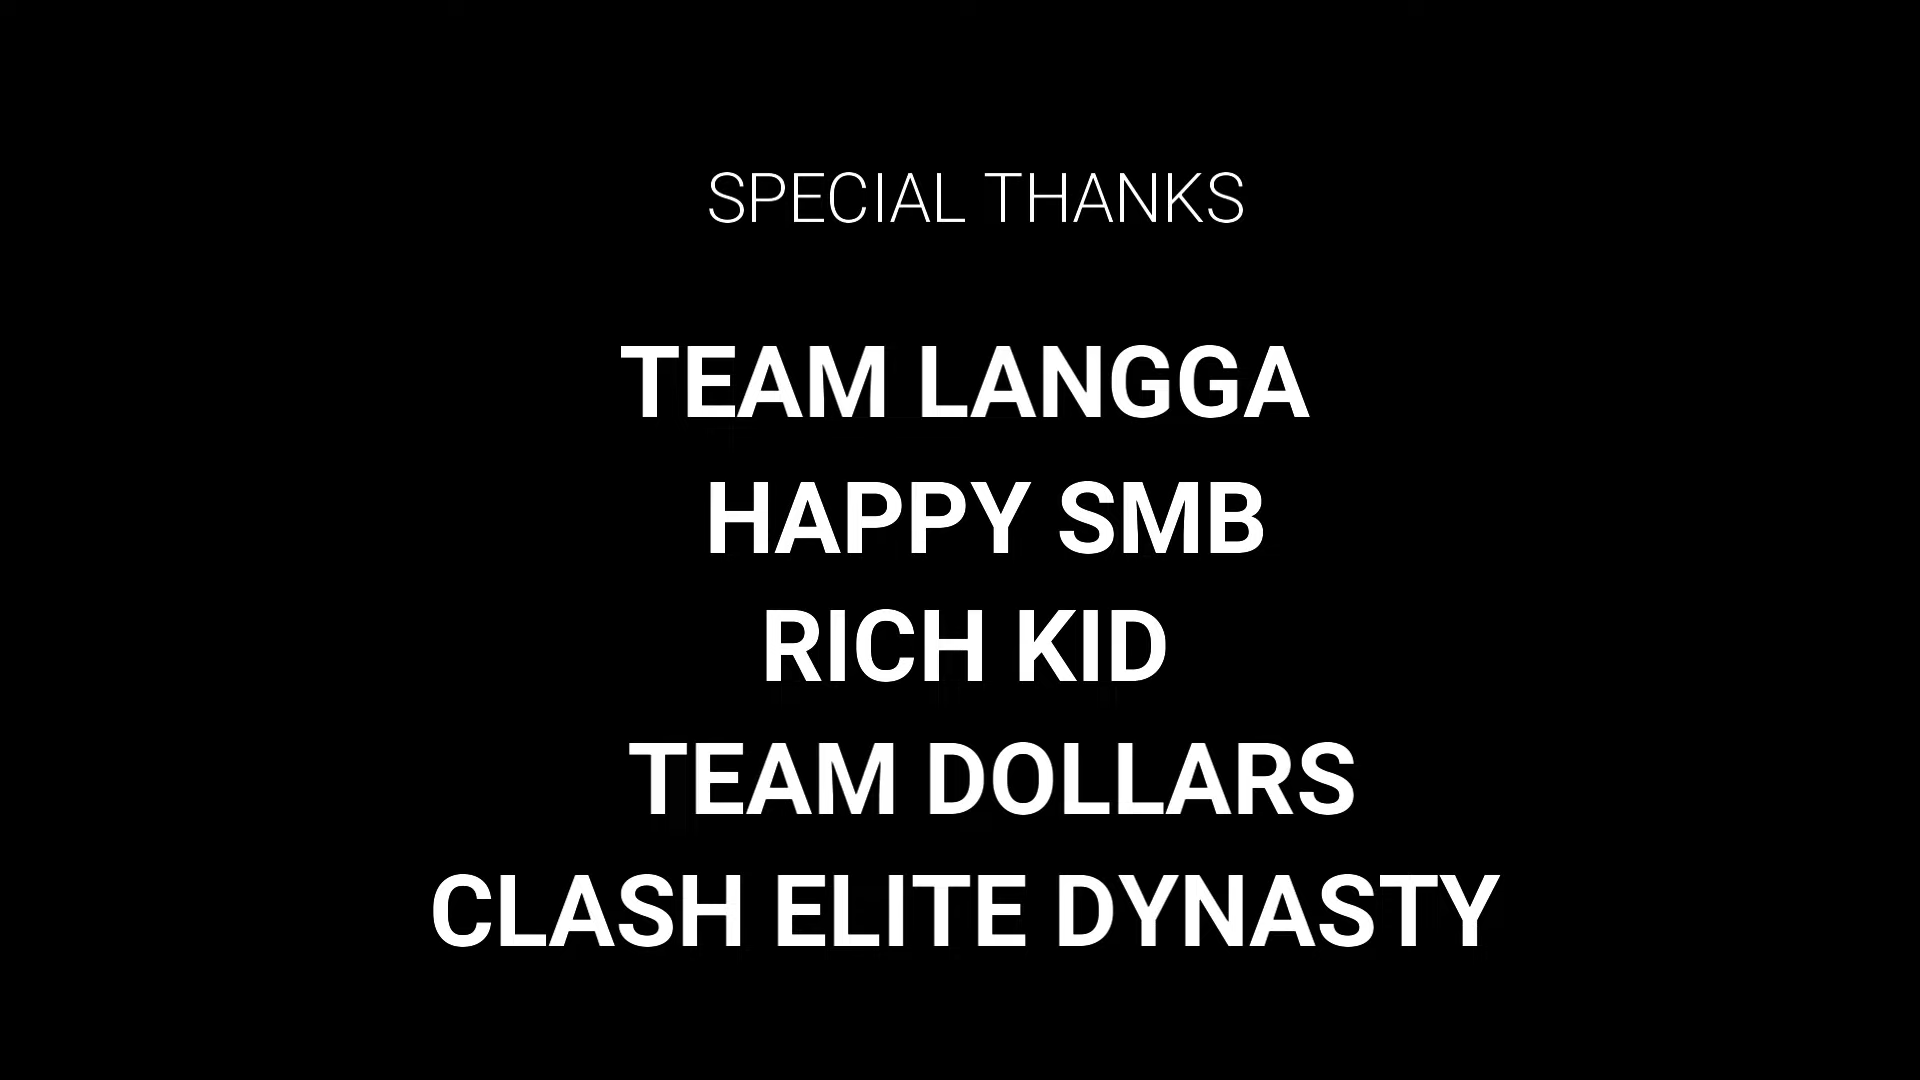 SPECIAL THANKS
TEAM LANGGA
HAPPY SMB
RICH KID
TEAM DOLLARS
CLASH ELITE DYNASTY